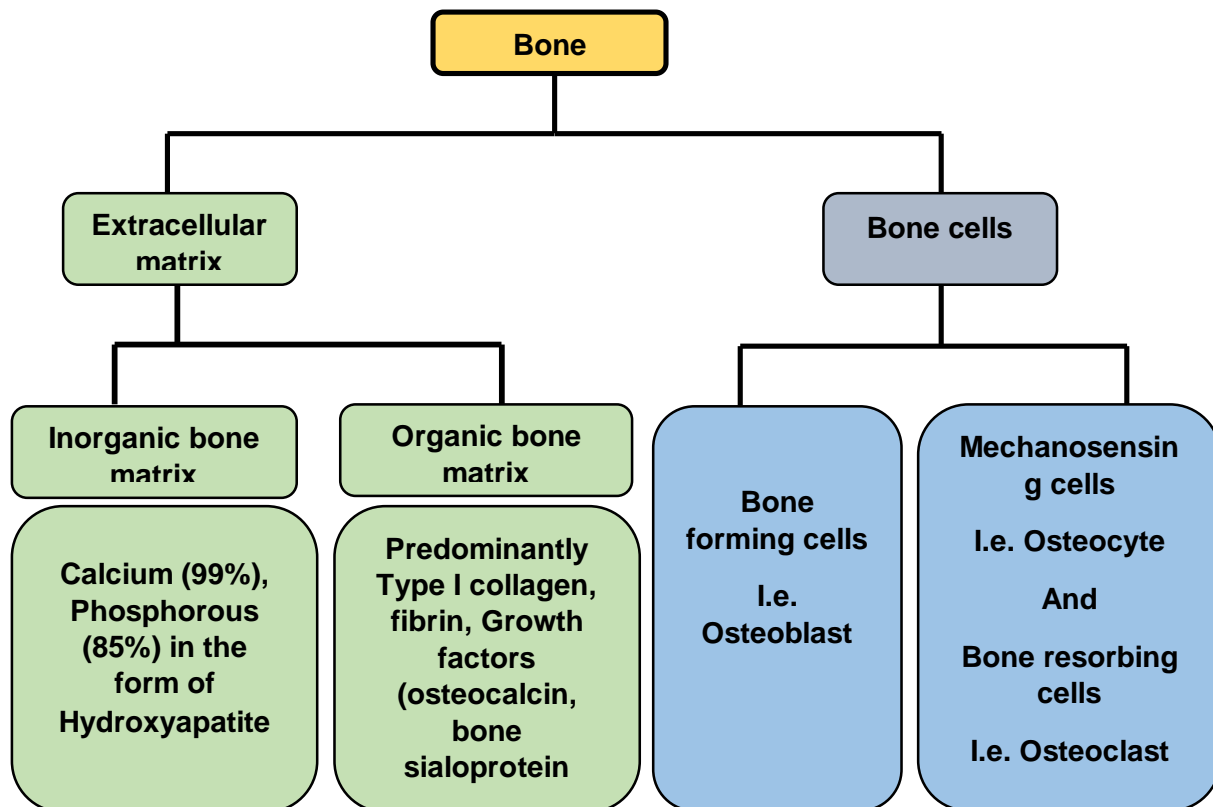 Bone
Extracellular
matrix
Bone cells
Inorganic bone
matrix
Organic bone
matrix
Calcium (99%),
Phosphorous
(85%) in the
form of
Hydroxyapatite
Predominantly
Type I collagen,
fibrin, Growth
factors
(osteocalcin,
bone
sialoprotein
Bone
forming cells
I.e.
Osteoblast
Mechanosensin
g cells
I.e. Osteocyte
And
Bone resorbing
cells
I.e. Osteoclast